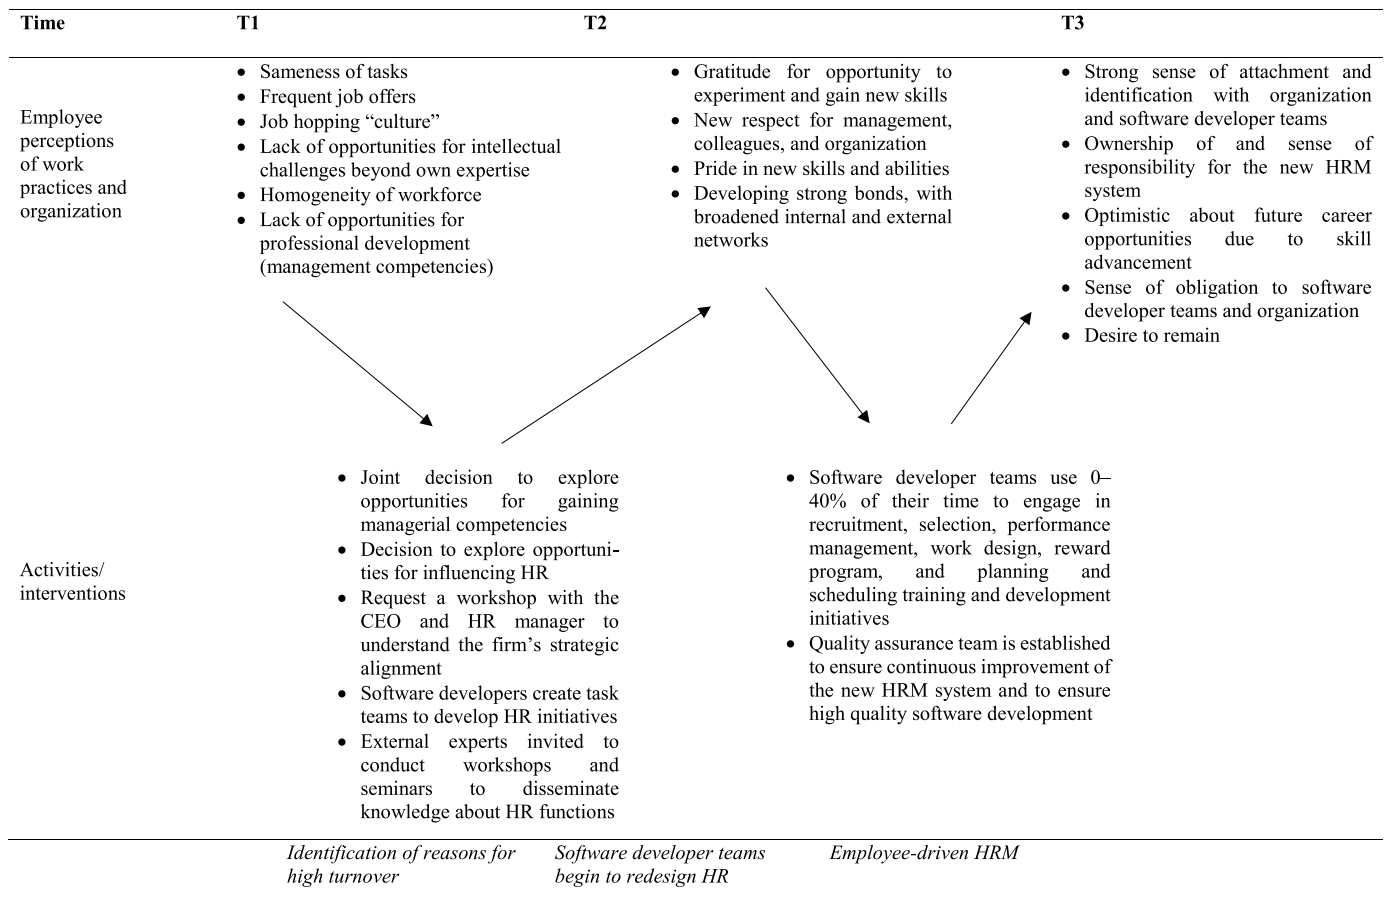 Time T1 T2 T3
Employee
perceptions
of work
practices and
organization
• Sameness of tasks
• Frequent job offers
• Job hopping “culture”
• Lack of opportunities for intellectual
challenges beyond own expertise
• Homogeneity of workforce
• Lack of opportunities for
professional development
(management competencies)
• Gratitude for opportunity to
experiment and gain new skills
• New respect for management,
colleagues, and organization
• Pride in new skills and abilities
• Developing strong bonds, with
broadened internal and external
networks
• Strong sense of attachment and
identification with organization
and software developer teams
• Ownership of and sense of
responsibility for the new HRM
system
• Optimistic about future career
opportunities due to skill
advancement
• Sense of obligation to software
developer teams and organization
• Desire to remain
Activities/
interventions
• Joint decision to explore
opportunities for gaining
managerial competencies
• Decision to explore opportuni-
ties for influencing HR
• Request a workshop with the
CEO and HR manager to
understand the firm’s strategic
alignment
• Software developers create task
teams to develop HR initiatives
• External experts invited to
conduct workshops and
seminars to disseminate
knowledge about HR functions
• Software developer teams use 0–
40% of their time to engage in
recruitment, selection, performance
management, work design, reward
program, and planning and
scheduling training and development
initiatives
• Quality assurance team is established
to ensure continuous improvement of
the new HRM system and to ensure
high quality software development
Identification of reasons for
high turnover
Software developer teams
begin to redesign HR
Employee-driven HRM